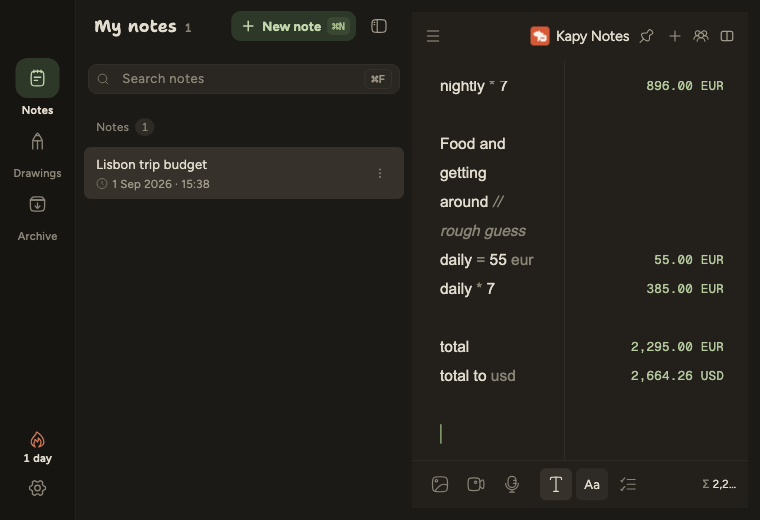 My notes 1
+ New note ⌘N
Search notes
⌘F
Notes 1
Lisbon trip budget
1 Sep 2026 · 15:38
Notes
Drawings
Archive
1 day
Kapy Notes
nightly * 7 896.00 EUR
Food and
getting
around //
rough guess
daily = 55 eur 55.00 EUR
daily * 7 385.00 EUR
total 2,295.00 EUR
total to usd 2,664.26 USD
T Aa
Σ 2,2...